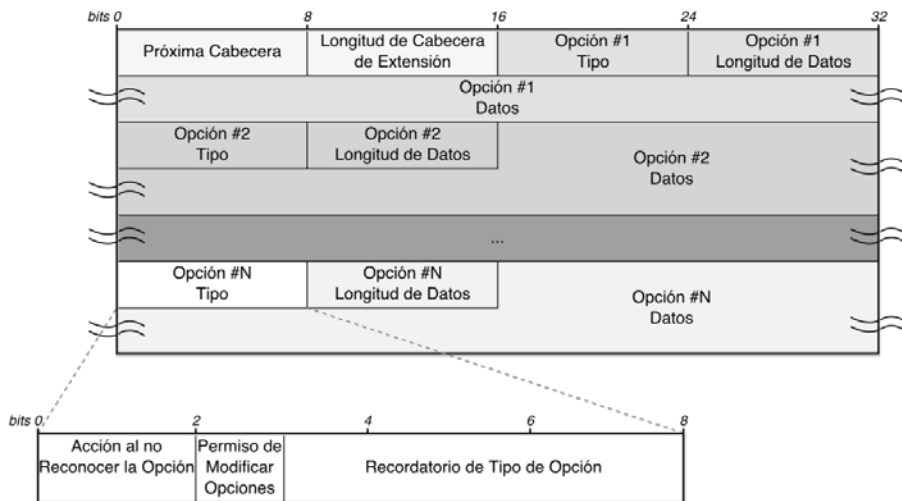 bits 0 8 16 24 32
Próxima Cabecera
Longitud de Cabecera
de Extensión
Opción #1
Tipo
Opción #1
Longitud de Datos
Opción #1
Datos
Opción #2
Tipo
Opción #2
Longitud de Datos
Opción #2
Datos
...
Opción #N
Tipo
Opción #N
Longitud de Datos
Opción #N
Datos
bits 0 2 4 6 8
Acción al no
Reconocer la Opción
Permiso de
Modificar
Opciones
Recordatorio de Tipo de Opción